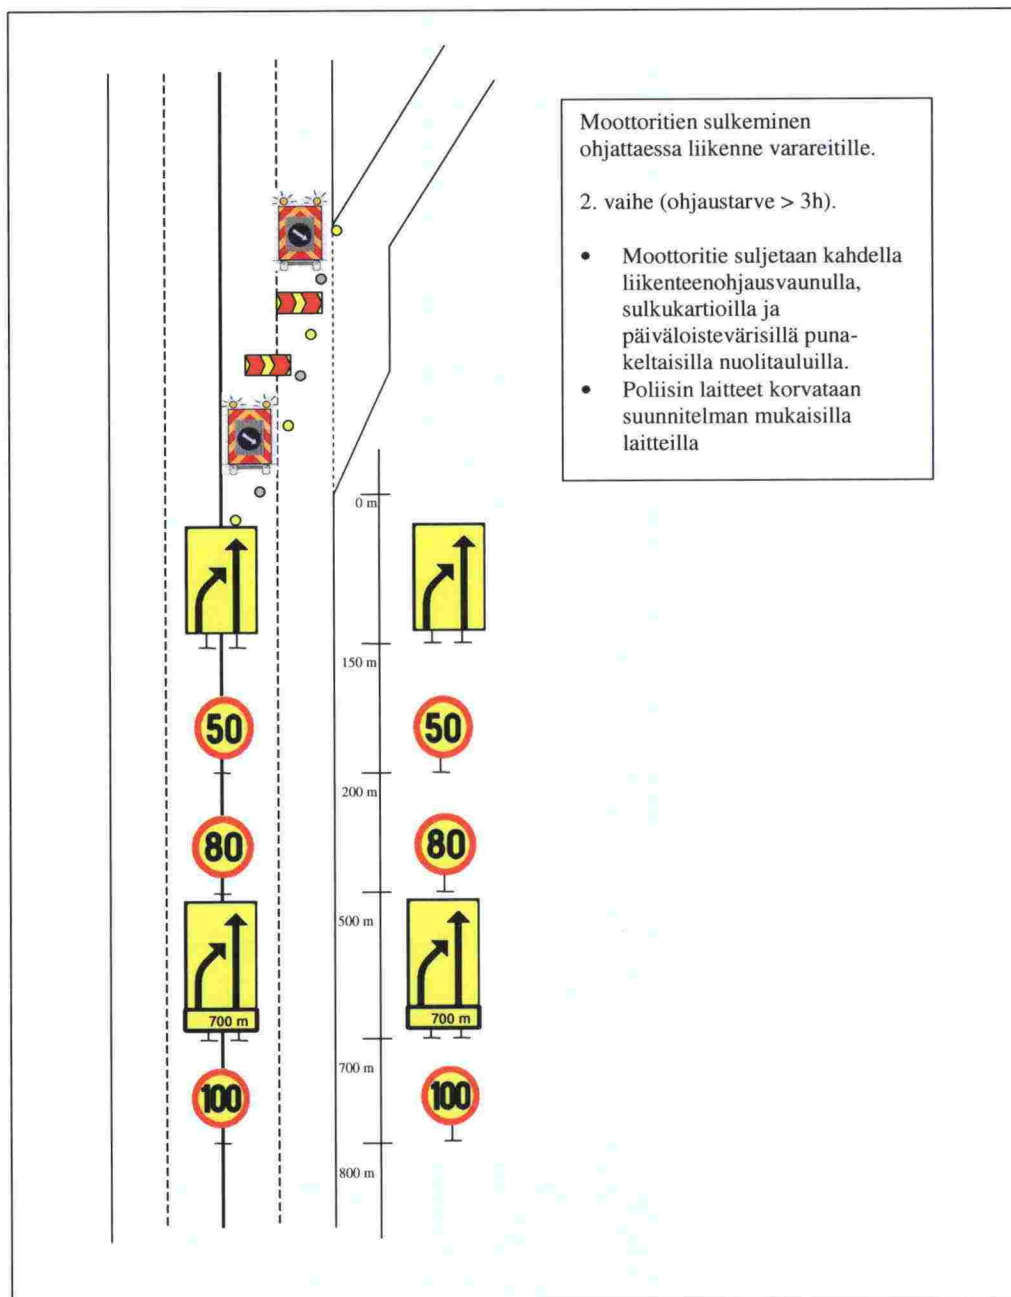 Moottoritien sulkeminen
ohjattaessa liikenne varareitille.
2. vaihe (ohjaustarve > 3h).
• Moottoritie suljetaan kahdella
liikenteenohjausvaunulla,
sulkukartioilla ja
päiväloistevärisillä puna-
keltaisilla nuolitauluilla.
• Poliisin laitteet korvataan
suunnitelman mukaisilla
laitteilla
0 m
150 m
50
50
200 m
80
80
500 m
700 m
700 m
700 m
100
100
800 m